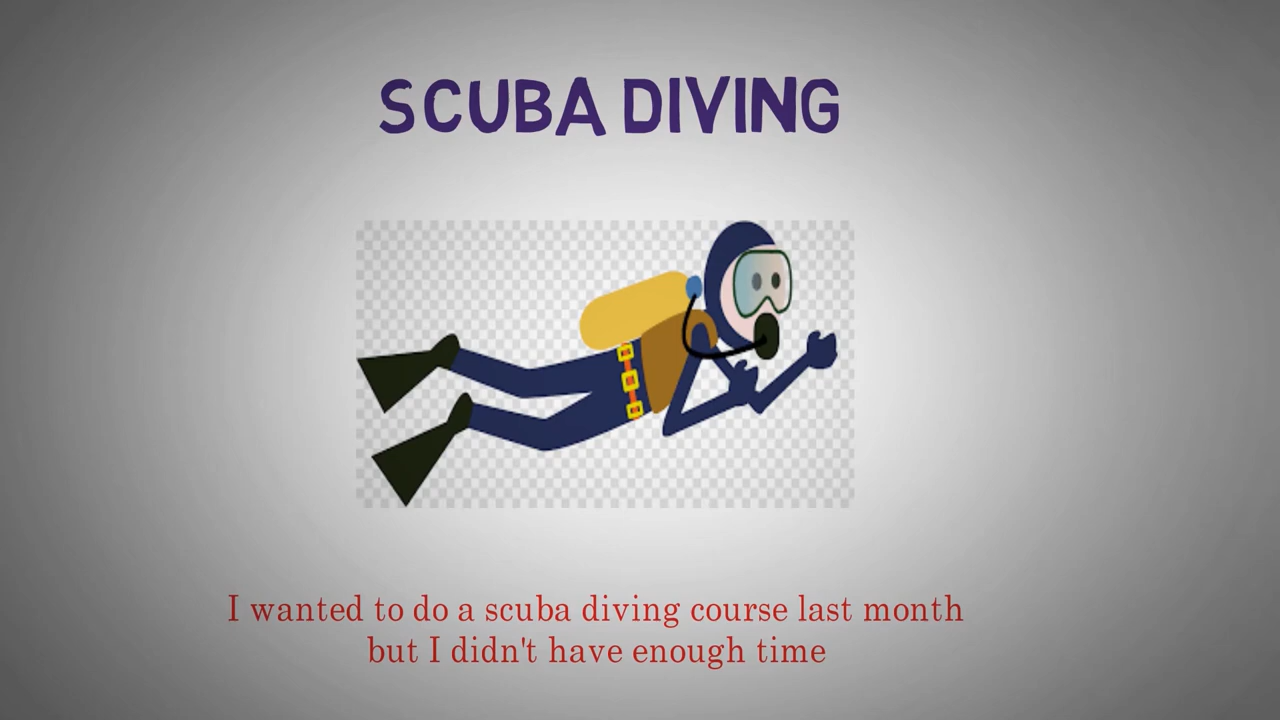 SCUBA DIVING
I wanted to do a scuba diving course last month
but I didn't have enough time